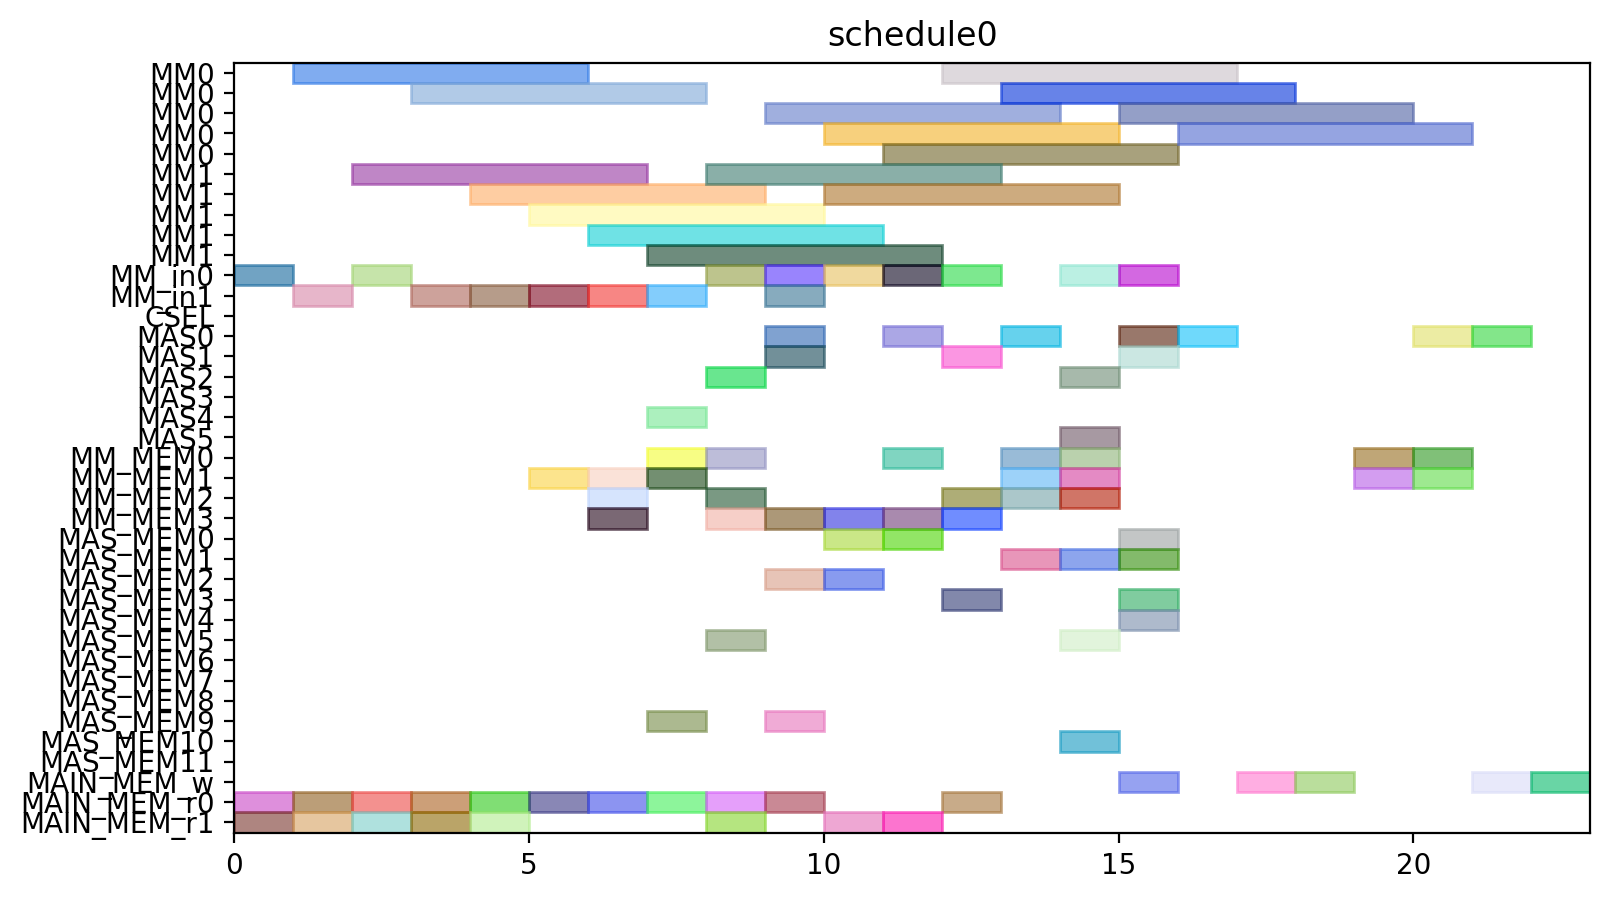 schedule0
MM0
MM0
MM0
MM0
MM0
MM1
MM1
MM1
MM1
MM1
MM_in0
MM_in1
CSEL
MAS0
MAS1
MAS2
MAS3
MAS4
MAS5
MM_MEM0
MM_MEM1
MM_MEM2
MM_MEM3
MAS_MEM0
MAS_MEM1
MAS_MEM2
MAS_MEM3
MAS_MEM4
MAS_MEM5
MAS_MEM6
MAS_MEM7
MAS_MEM8
MAS_MEM9
MAS_MEM10
MAS_MEM11
MAIN_MEM_w
MAIN_MEM_r0
MAIN_MEM_r1
0 5 10 15 20